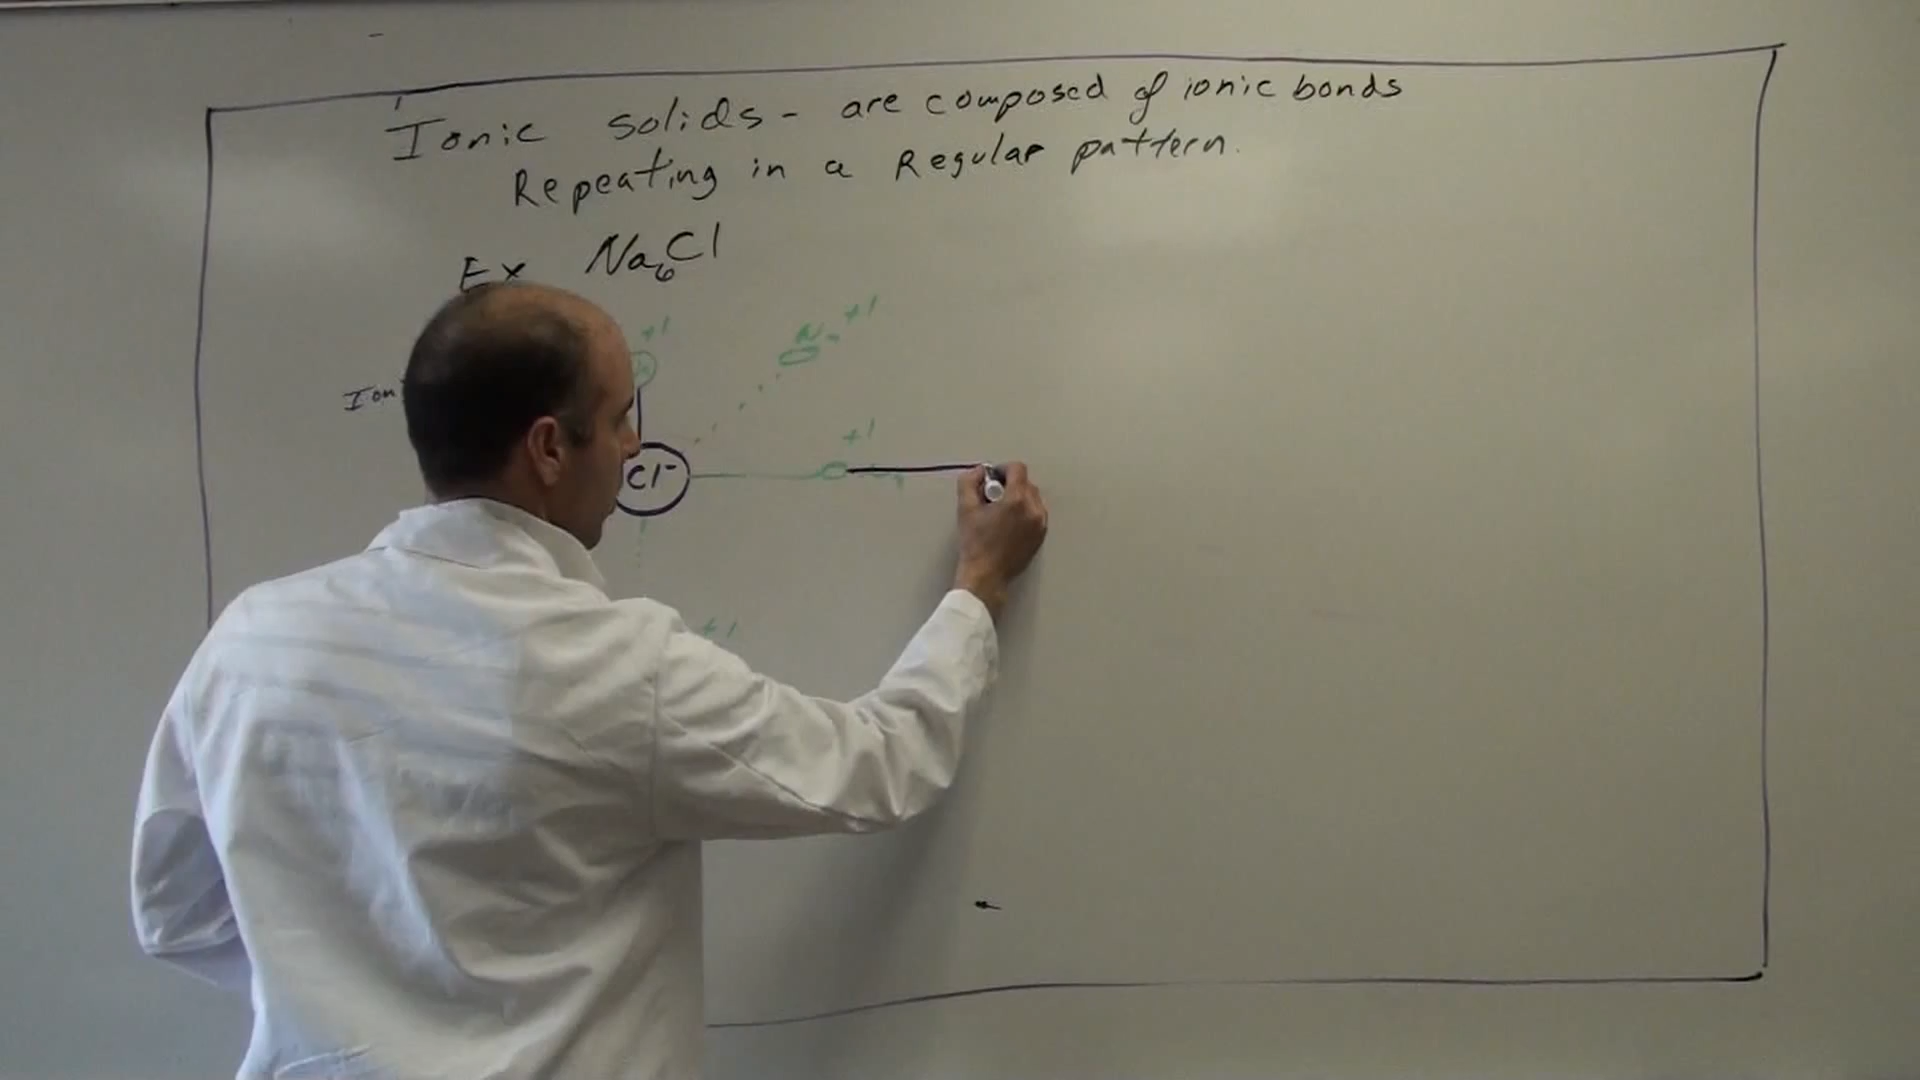 Ionic solids - are composed of ionic bonds
Repeating in a Regular pattern.
Ex Na6Cl
+1
Na +1
Ion
+1
Cl-
+1